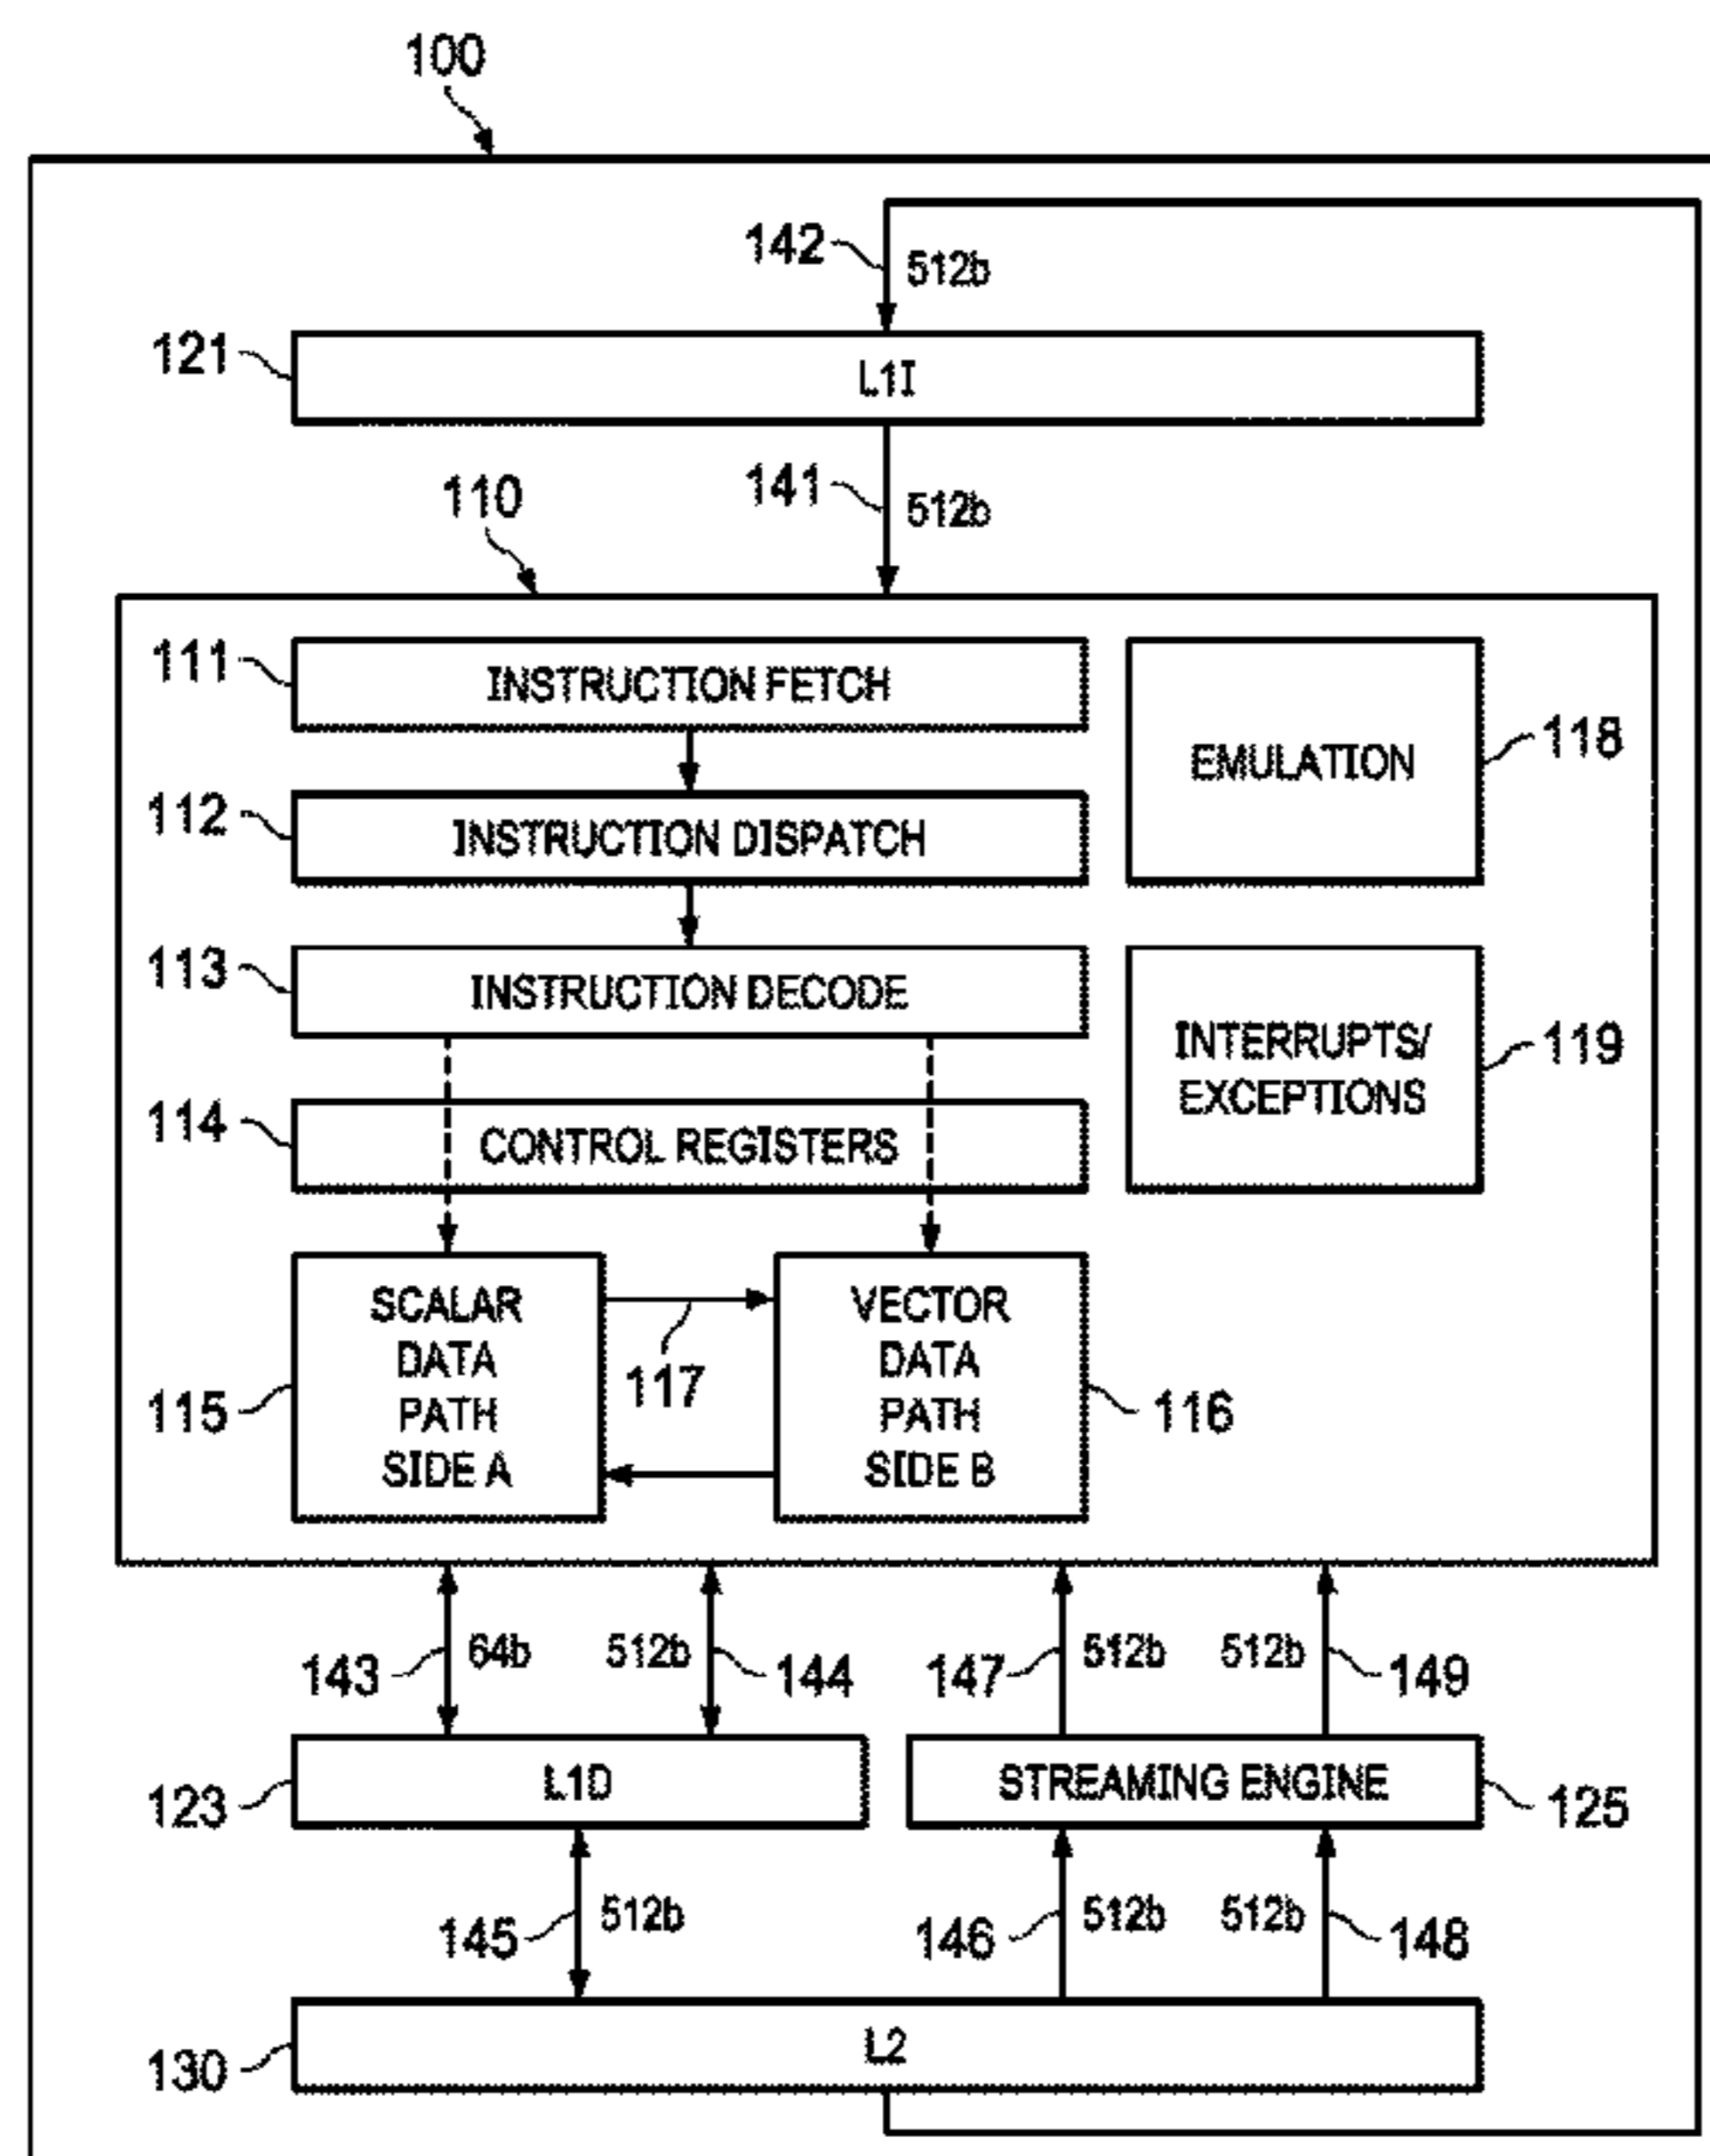 100
142
512b
121
L1I
141
512b
110
111
INSTRUCTION FETCH
EMULATION
118
112
INSTRUCTION DISPATCH
113
INSTRUCTION DECODE
INTERRUPTS/
EXCEPTIONS
119
114
CONTROL REGISTERS
SCALAR
DATA
PATH
SIDE A
115
117
VECTOR
DATA
PATH
SIDE B
116
143
64b
512b
144
147
512b
512b
149
123
L1D
STREAMING ENGINE
125
145
512b
146
512b
512b
148
130
L2